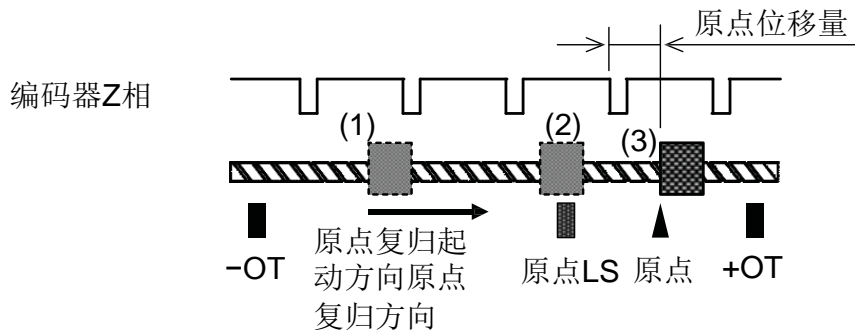 原点位移量
编码器Z相
(1)
(2)
(3)
−OT
原点复归起
动方向原点
复归方向
原点LS
原点
+OT